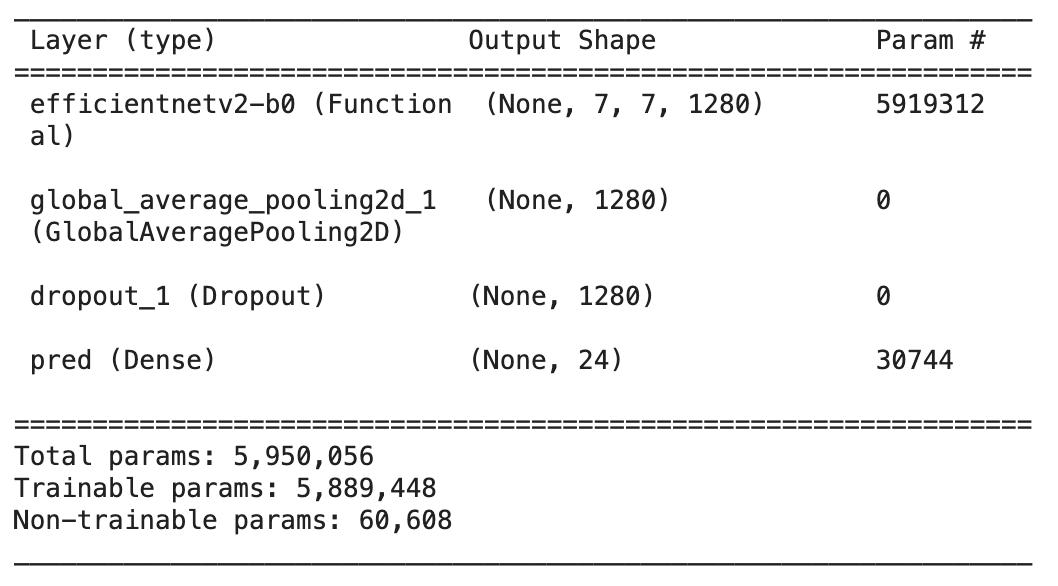 Layer (type) Output Shape Param #
=================================================================
efficientnetv2-b0 (Function (None, 7, 7, 1280) 5919312
al)
global_average_pooling2d_1 (None, 1280) 0
(GlobalAveragePooling2D)
dropout_1 (Dropout) (None, 1280) 0
pred (Dense) (None, 24) 30744
=================================================================
Total params: 5,950,056
Trainable params: 5,889,448
Non-trainable params: 60,608